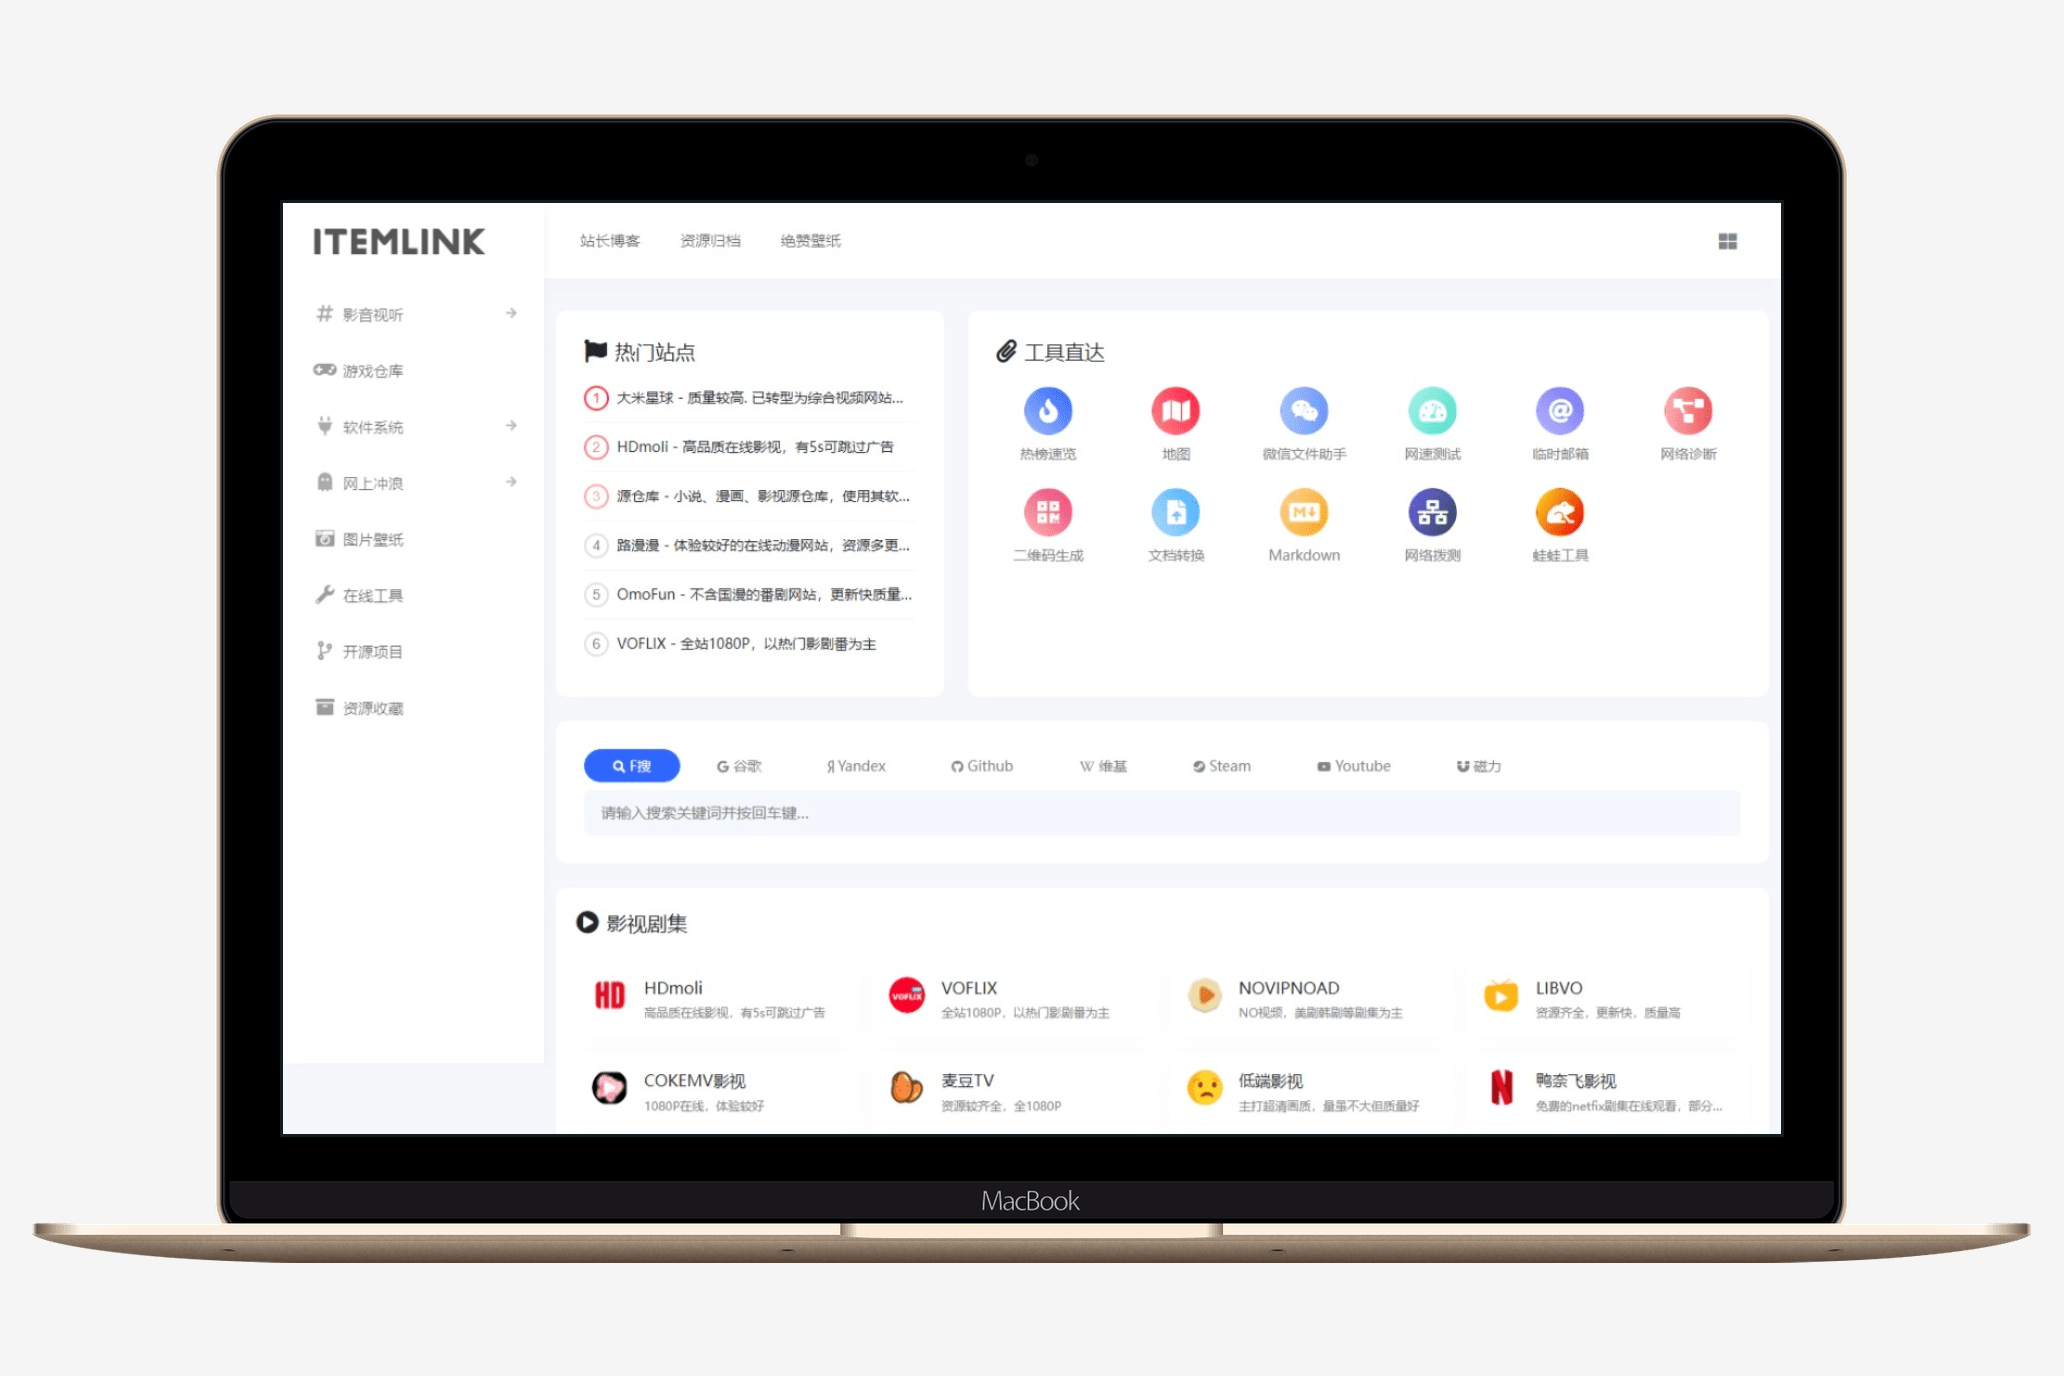 ITEMLINK
站长博客 资源归档 绝赞壁纸
影音视听
游戏仓库
软件系统
网上冲浪
图片壁纸
在线工具
开源项目
资源收藏
热门站点
1 大米星球 - 质量较高. 已转型为综合视频网站...
2 HDmoli - 高品质在线影视，有5s可跳过广告
3 源仓库 - 小说、漫画、影视源仓库，使用其软...
4 路漫漫 - 体验较好的在线动漫网站，资源多更...
5 OmoFun - 不含国漫的番剧网站，更新快质量...
6 VOFLIX - 全站1080P，以热门影剧番为主
工具直达
热榜速览 地图 微信文件助手 网速测试 临时邮箱 网络诊断
二维码生成 文档转换 Markdown 网络拨测 蛙蛙工具
F搜 谷歌 Yandex Github 维基 Steam Youtube 磁力
请输入搜索关键词并按回车键...
影视剧集
HDmoli
高品质在线影视，有5s可跳过广告
VOFLIX
全站1080P，以热门影剧番为主
NOVIPNOAD
NO视频，美剧韩剧等剧集为主
LIBVO
资源齐全，更新快，质量高
COKEMV影视
1080P在线，体验较好
麦豆TV
资源较齐全，全1080P
低端影视
主打超清画质，量虽不大但质量好
鸭奈飞影视
免费的netfix剧集在线观看，部分...
MacBook